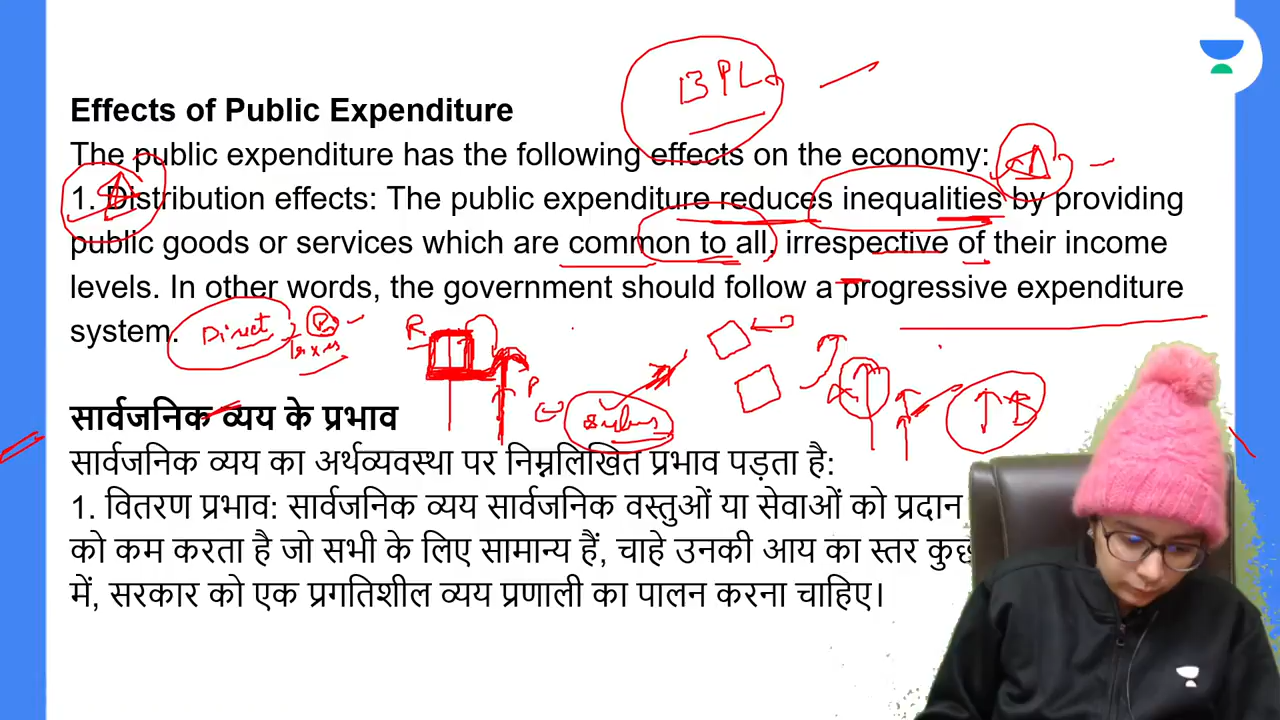 BPL
Effects of Public Expenditure
The public expenditure has the following effects on the economy:
1. Distribution effects: The public expenditure reduces inequalities by providing
public goods or services which are common to all, irrespective of their income
levels. In other words, the government should follow a progressive expenditure
system.
Direct
Taxes
R
P
सार्वजनिक व्यय के प्रभाव
सार्वजनिक व्यय का अर्थव्यवस्था पर निम्नलिखित प्रभाव पड़ता है:
1. वितरण प्रभाव: सार्वजनिक व्यय सार्वजनिक वस्तुओं या सेवाओं को प्रदान
को कम करता है जो सभी के लिए सामान्य हैं, चाहे उनकी आय का स्तर कुछ
में, सरकार को एक प्रगतिशील व्यय प्रणाली का पालन करना चाहिए।